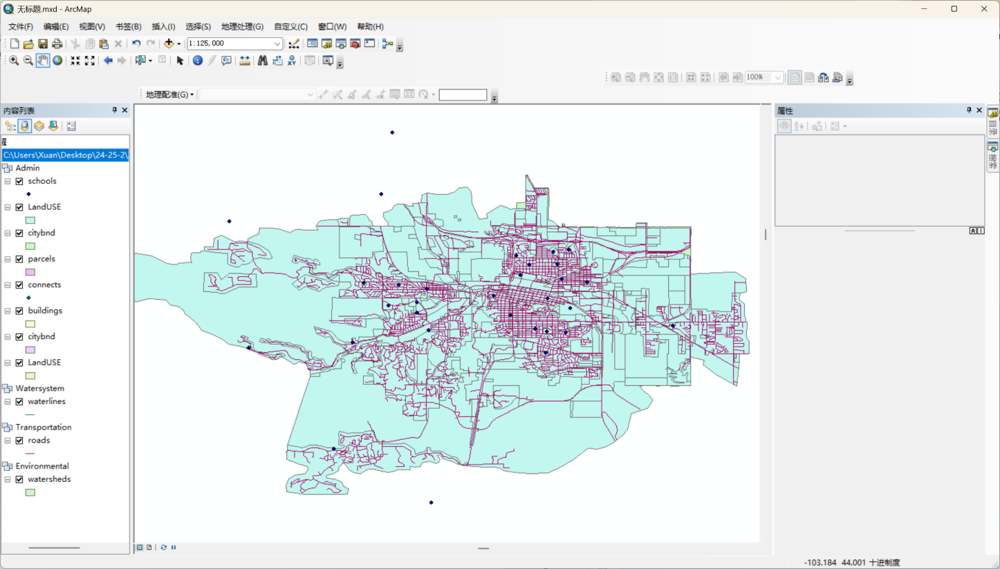 无标题.mxd - ArcMap
文件(F) 编辑(E) 视图(V) 书签(B) 插入(I) 选择(S) 地理处理(G) 自定义(C) 窗口(W) 帮助(H)
1:125,000
100%
地理配准(G)
内容列表
属性
层
C:\Users\Xuan\Desktop\24-25-2\
Admin
schools
LandUSE
citybnd
parcels
connects
buildings
citybnd
LandUSE
Watersystem
waterlines
Transportation
roads
Environmental
watersheds
目录
搜索
-103.184 44.001 十进制度